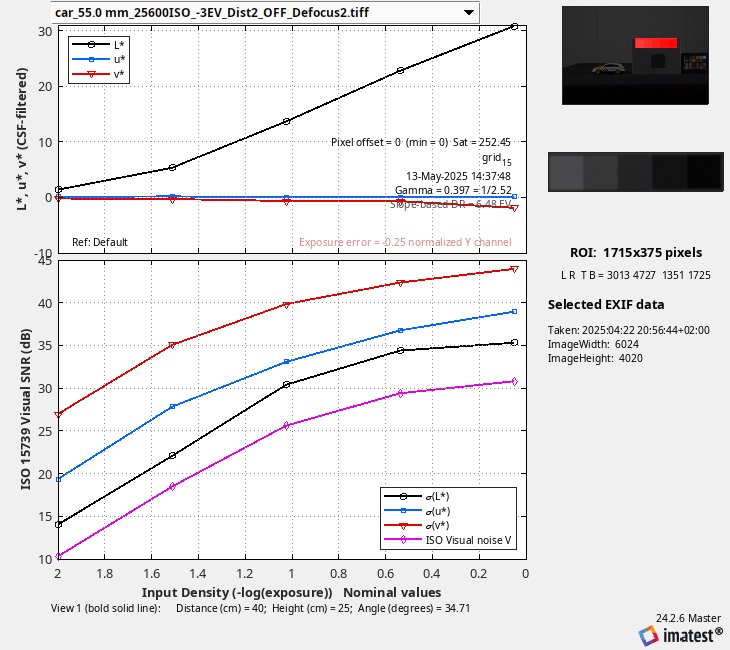 car_55.0 mm_25600ISO_-3EV_Dist2_OFF_Defocus2.tiff
L*, u*, v* (CSF-filtered)
30
20
10
0
-10
L*
u*
v*
Pixel offset = 0 (min = 0) Sat = 252.45
grid15
13-May-2025 14:37:48
Gamma = 0.397 = 1/2.52
Slope-based DR = 6.48 EV
Ref: Default
Exposure error = -0.25 normalized Y channel
ISO 15739 Visual SNR (dB)
45
40
35
30
25
20
15
10
σ(L*)
σ(u*)
σ(v*)
ISO Visual noise V
2 1.8 1.6 1.4 1.2 1 0.8 0.6 0.4 0.2 0
Input Density (-log(exposure)) Nominal values
View 1 (bold solid line): Distance (cm) = 40; Height (cm) = 25; Angle (degrees) = 34.71
ROI: 1715x375 pixels
L R T B = 3013 4727 1351 1725
Selected EXIF data
Taken: 2025:04:22 20:56:44+02:00
ImageWidth: 6024
ImageHeight: 4020
24.2.6 Master
imatest®